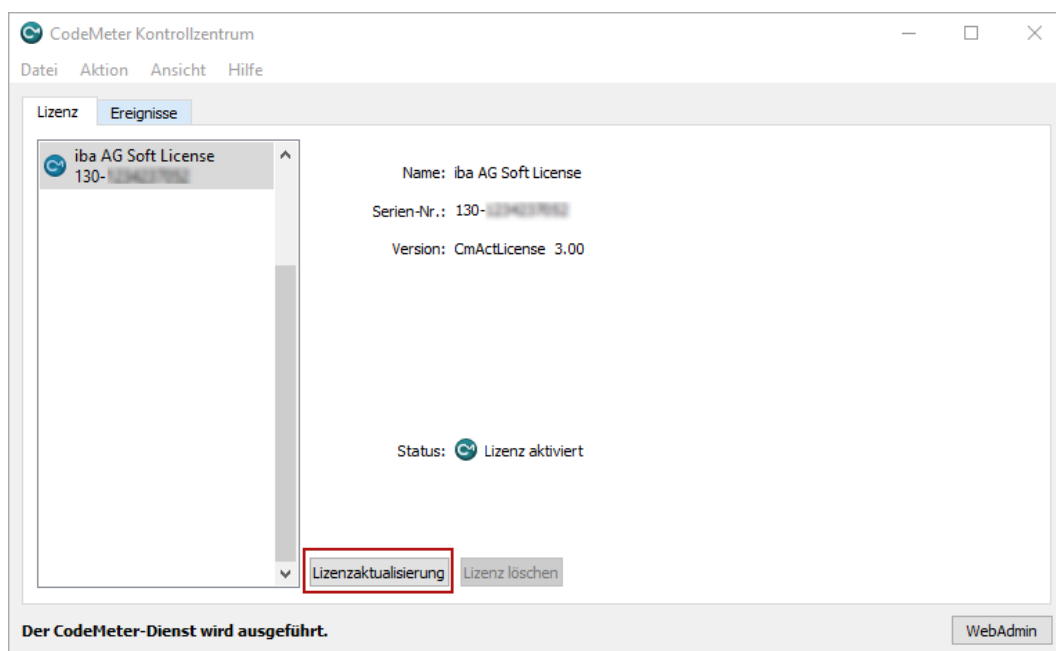 CodeMeter Kontrollzentrum
Datei Aktion Ansicht Hilfe
Lizenz Ereignisse
iba AG Soft License
130-
Name: iba AG Soft License
Serien-Nr.: 130-
Version: CmActLicense 3.00
Status: Lizenz aktiviert
Lizenzaktualisierung Lizenz löschen
Der CodeMeter-Dienst wird ausgeführt.
WebAdmin